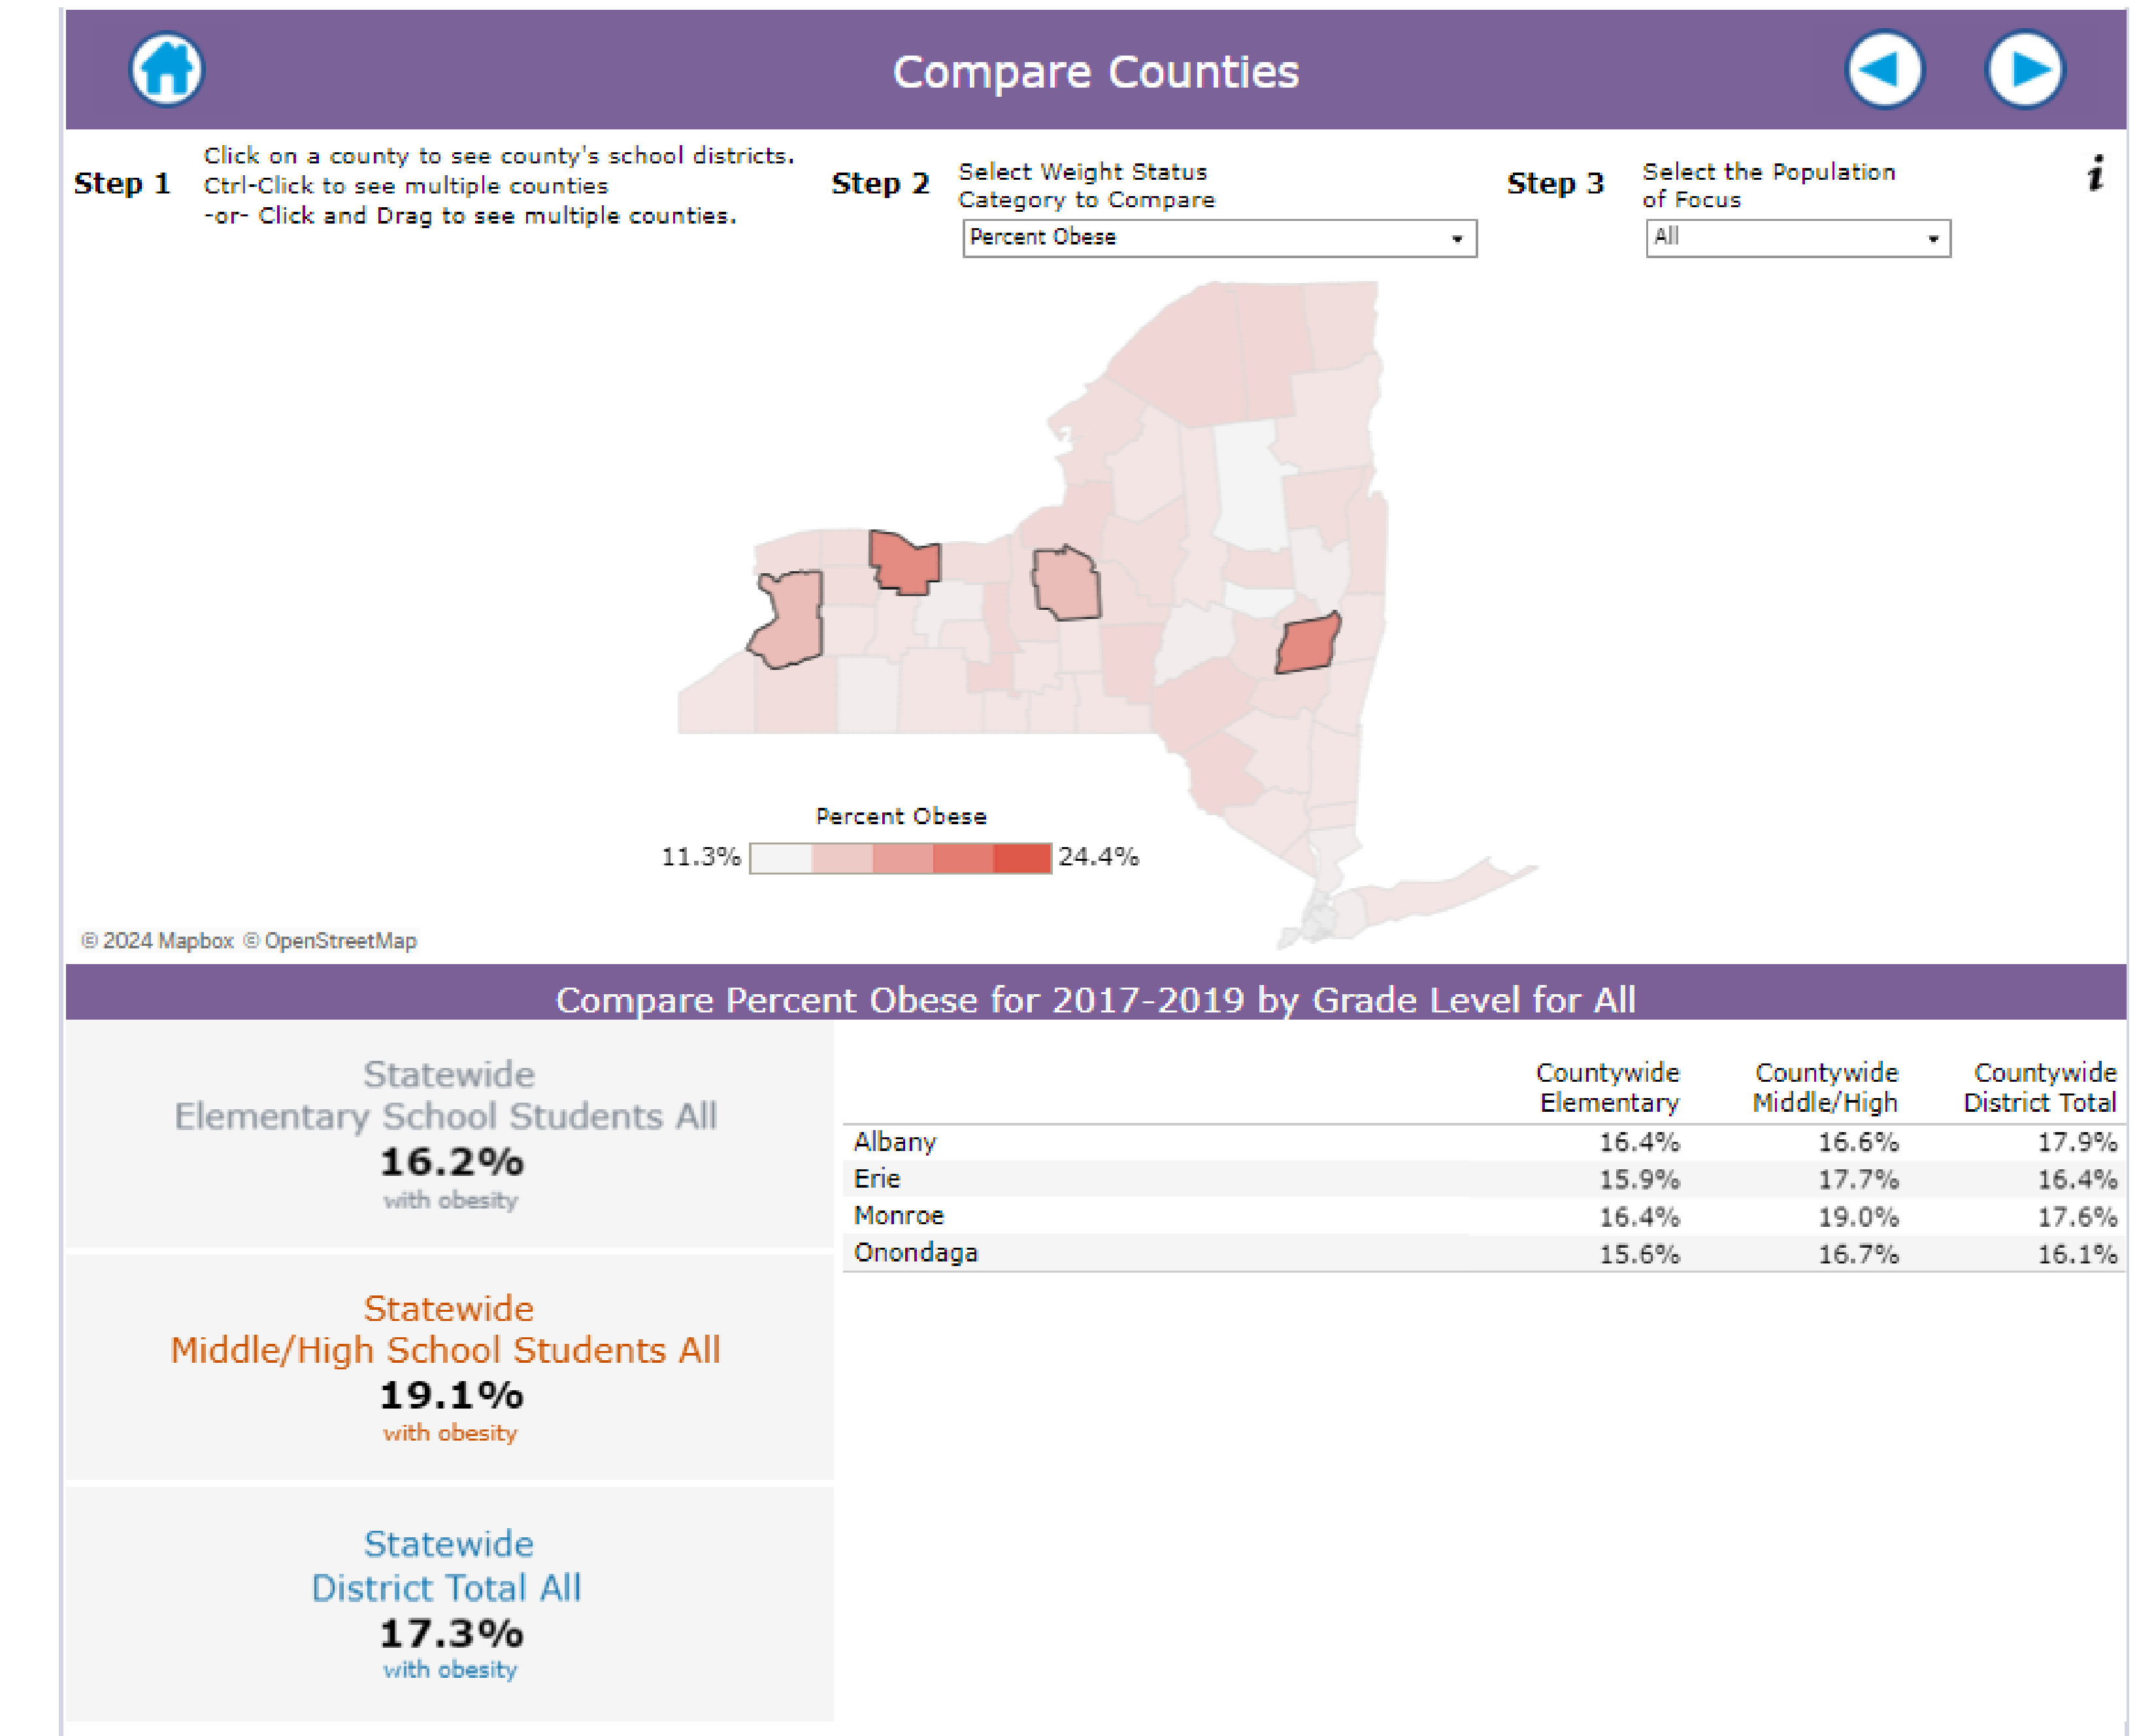 Compare Counties
Step 1
Click on a county to see county's school districts.
Ctrl-Click to see multiple counties
-or- Click and Drag to see multiple counties.
Step 2
Select Weight Status
Category to Compare
Percent Obese
Step 3
Select the Population
of Focus
All
i
Percent Obese
11.3% 24.4%
© 2024 Mapbox © OpenStreetMap
Compare Percent Obese for 2017-2019 by Grade Level for All
Statewide
Elementary School Students All
16.2%
with obesity
Statewide
Middle/High School Students All
19.1%
with obesity
Statewide
District Total All
17.3%
with obesity
Countywide Countywide Countywide
Elementary Middle/High District Total
Albany 16.4% 16.6% 17.9%
Erie 15.9% 17.7% 16.4%
Monroe 16.4% 19.0% 17.6%
Onondaga 15.6% 16.7% 16.1%